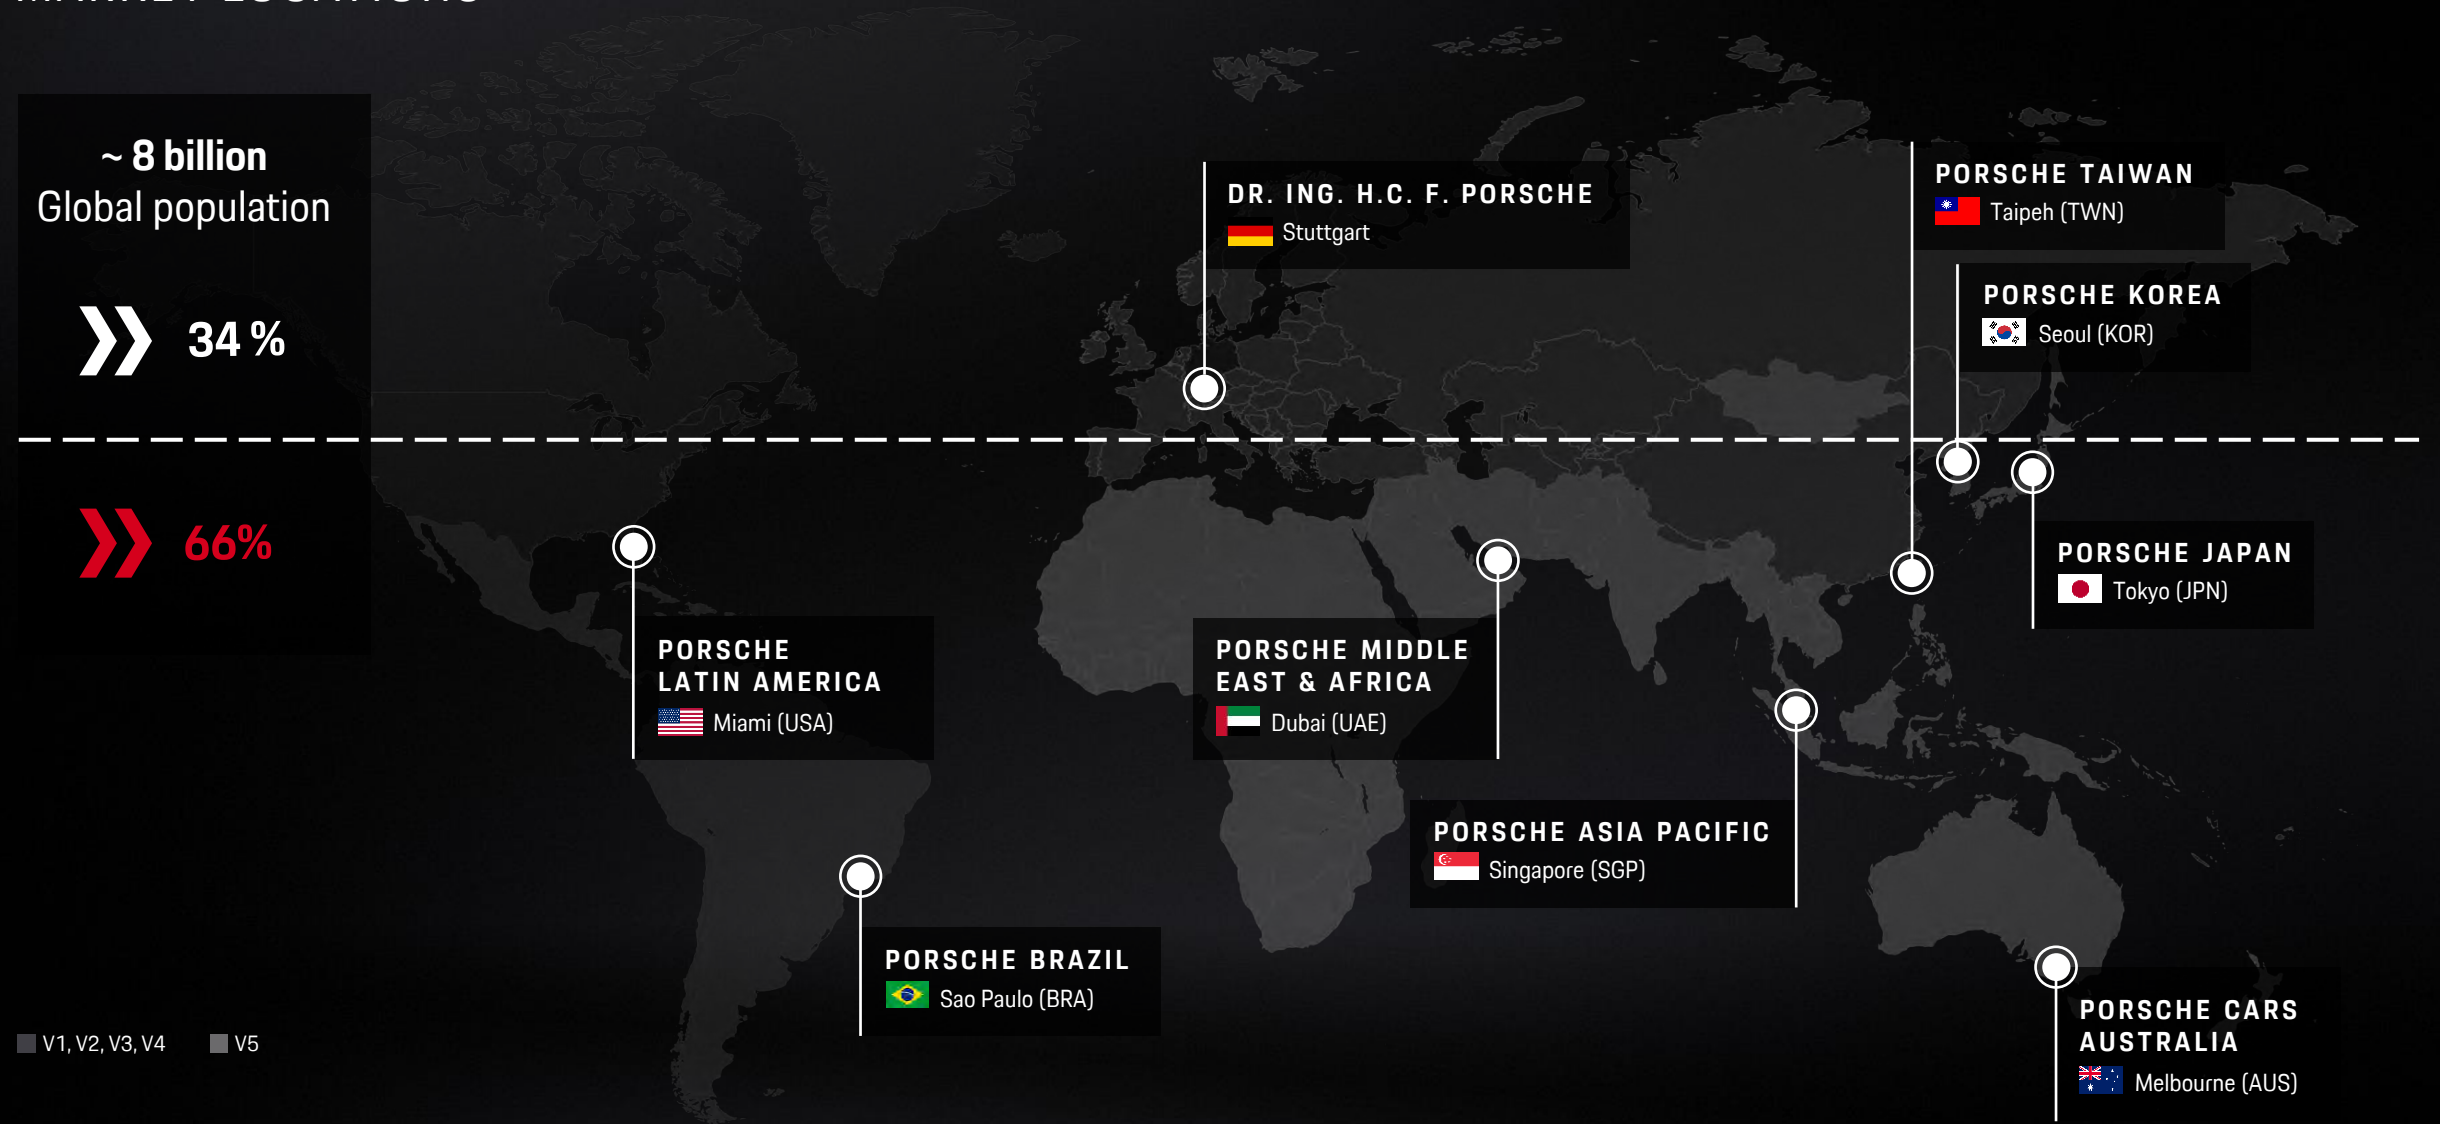 ~ 8 billion
Global population
34 %
66%
DR. ING. H.C. F. PORSCHE
Stuttgart
PORSCHE TAIWAN
Taipeh (TWN)
PORSCHE KOREA
Seoul (KOR)
PORSCHE JAPAN
Tokyo (JPN)
PORSCHE
LATIN AMERICA
Miami (USA)
PORSCHE MIDDLE
EAST & AFRICA
Dubai (UAE)
PORSCHE ASIA PACIFIC
Singapore (SGP)
PORSCHE BRAZIL
Sao Paulo (BRA)
PORSCHE CARS
AUSTRALIA
Melbourne (AUS)
V1, V2, V3, V4
V5